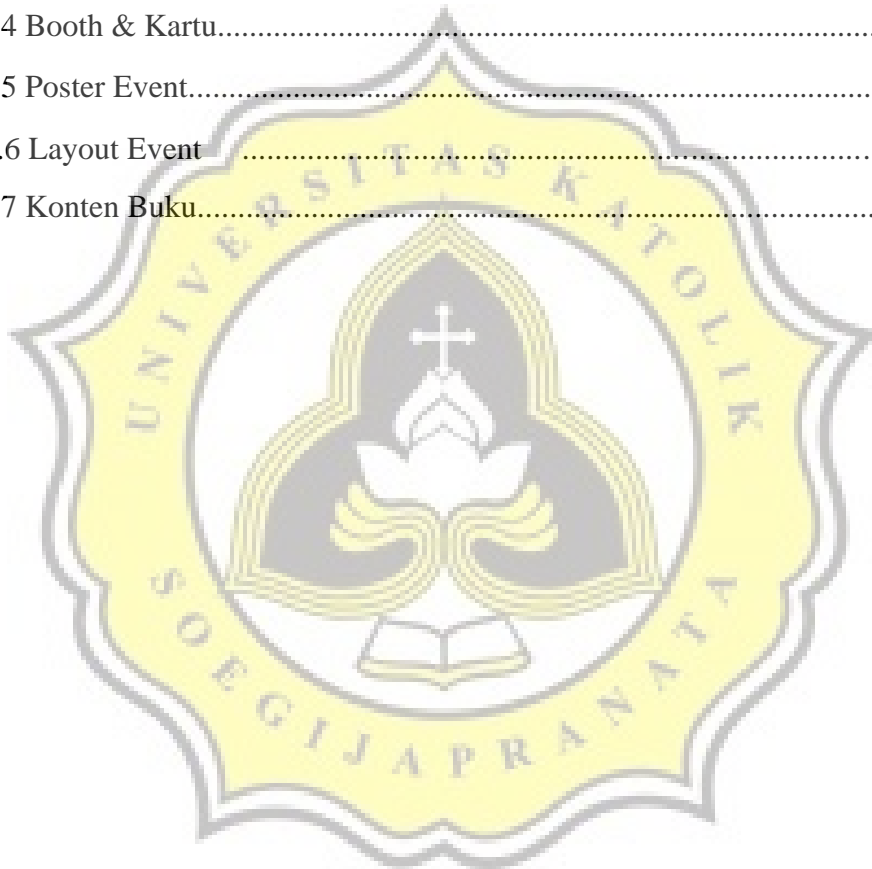 4 Booth & Kartu....................................................................................
5 Poster Event.......................................................................................
.6 Layout Event ................................................................................
7 Konten Buku......................................................................................
UNIVERSITAS KATOLIK
SOEGIJAPRANATA